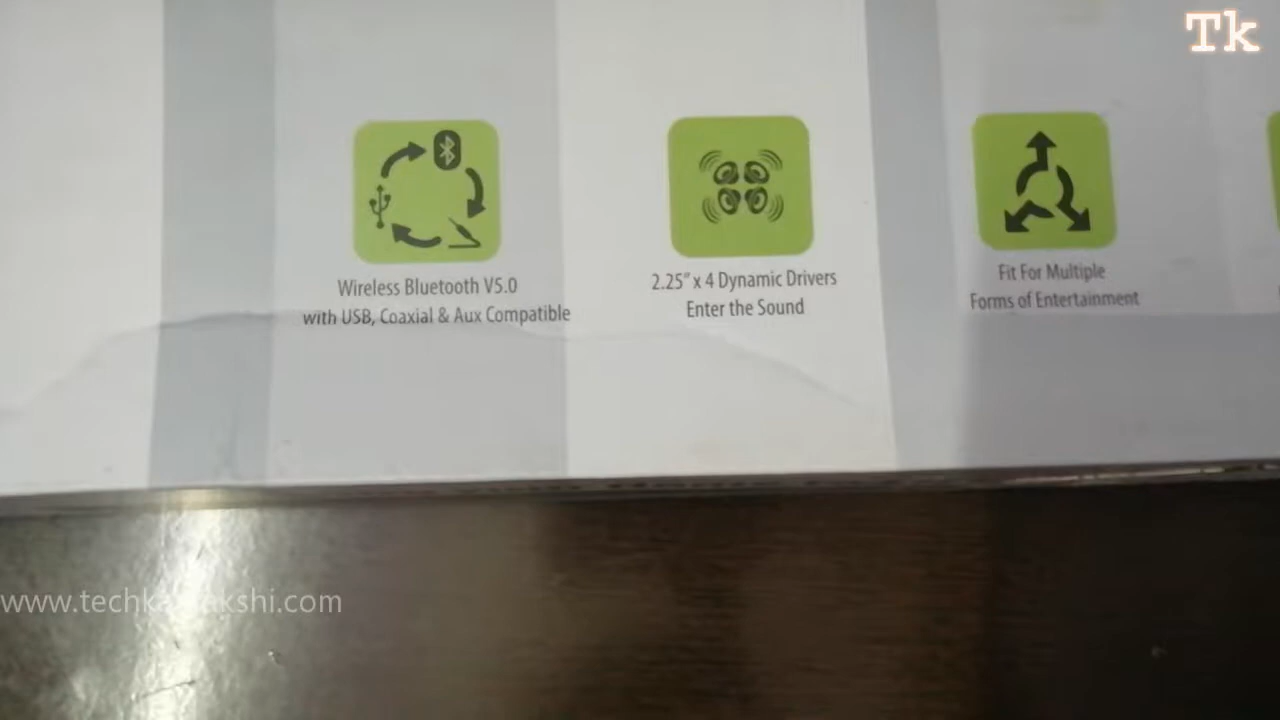 Tk
Wireless Bluetooth V5.0
with USB, Coaxial & Aux Compatible
2.25" x 4 Dynamic Drivers
Enter the Sound
Fit For Multiple
Forms of Entertainment